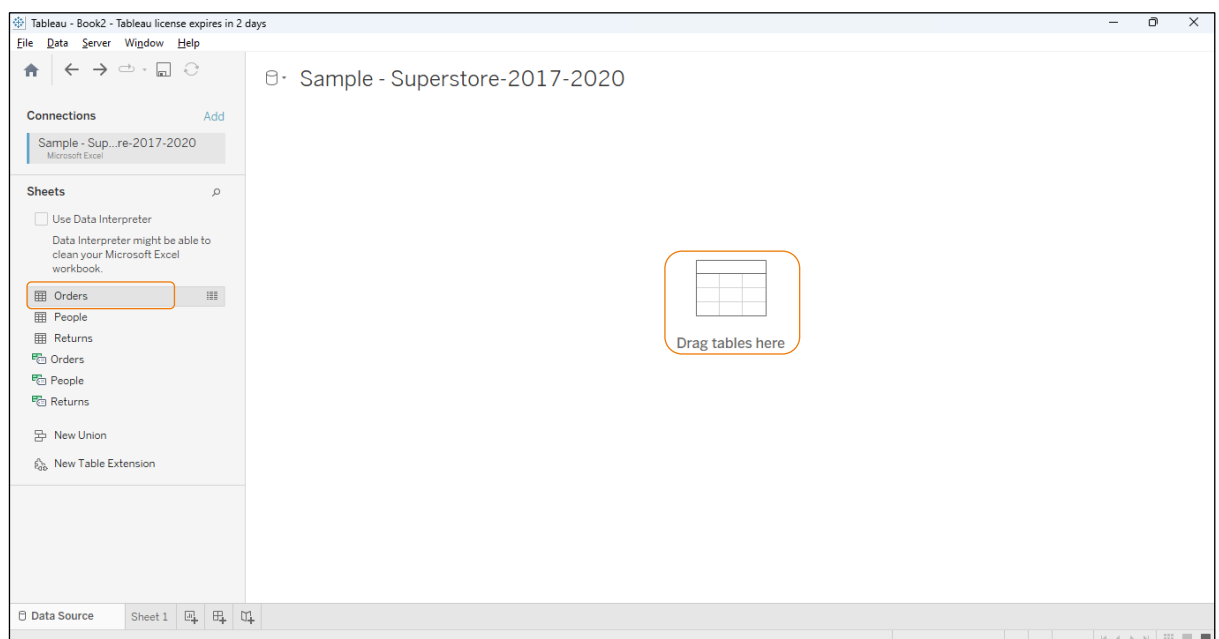 Tableau - Book2 - Tableau license expires in 2 days
File Data Server Window Help
Sample - Superstore-2017-2020
Connections Add
Sample - Sup...re-2017-2020
Microsoft Excel
Sheets
Use Data Interpreter
Data Interpreter might be able to
clean your Microsoft Excel
workbook.
Orders
People
Returns
Orders
People
Returns
New Union
New Table Extension
Drag tables here
Data Source Sheet 1